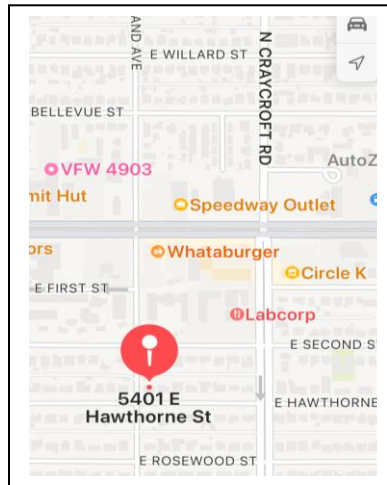 AND AVE
E WILLARD ST
N CRAYCROFT RD
BELLEVUE ST
VFW 4903
AutoZ
mit Hut
Speedway Outlet
ors
Whataburger
Circle K
E FIRST ST
Labcorp
E SECOND S
5401 E
Hawthorne St
E HAWTHORNE
E ROSEWOOD ST